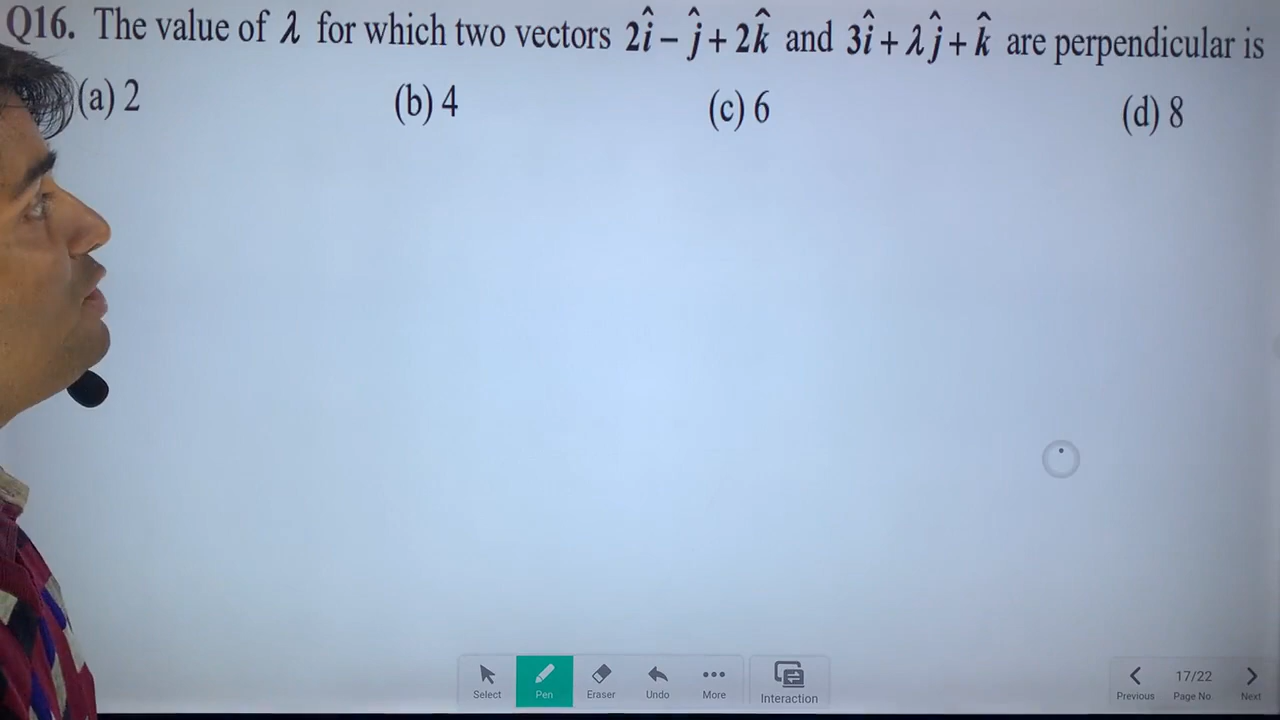 Q16. The value of λ for which two vectors 2î − ĵ + 2k̂ and 3î + λĵ + k̂ are perpendicular is
(a) 2 (b) 4 (c) 6 (d) 8
Select Pen Eraser Undo More Interaction Previous 17/22 Page No. Next